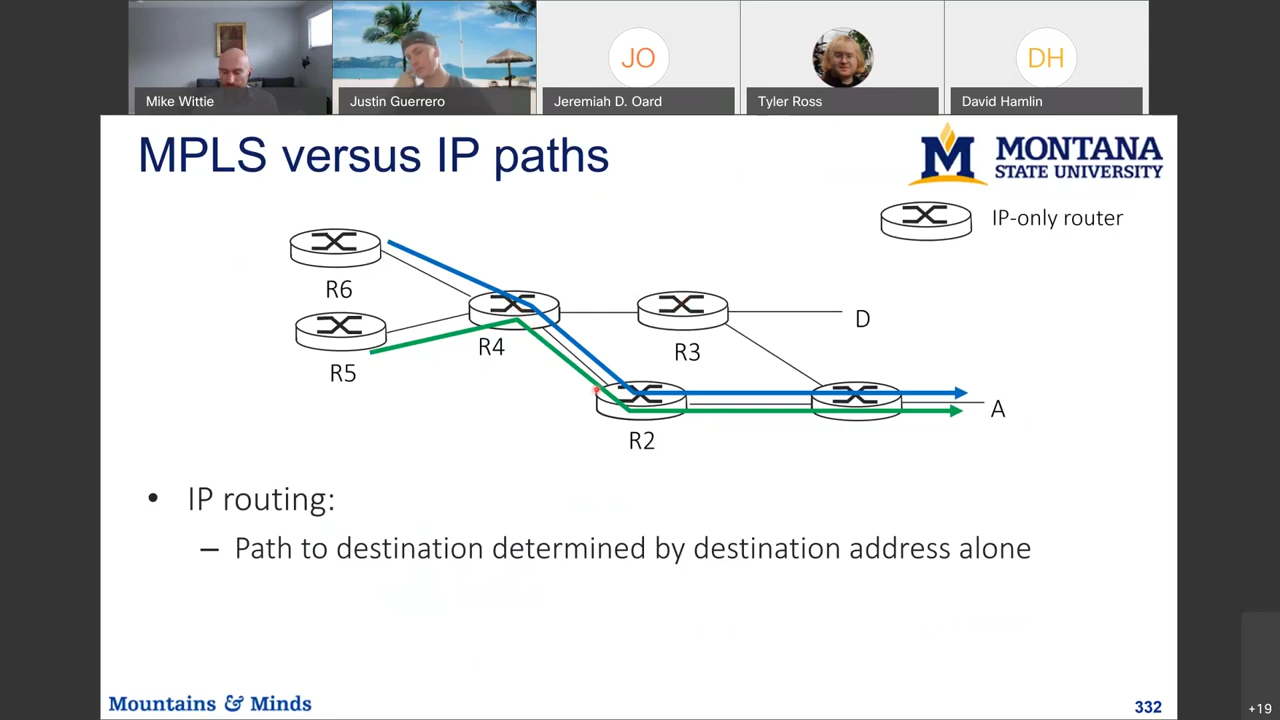 JO
DH
Mike Wittie
Justin Guerrero
Jeremiah D. Oard
Tyler Ross
David Hamlin
MPLS versus IP paths
M MONTANA
STATE UNIVERSITY
IP-only router
R6
R5
R4
R3
D
R2
A
• IP routing:
– Path to destination determined by destination address alone
Mountains & Minds
332
+19